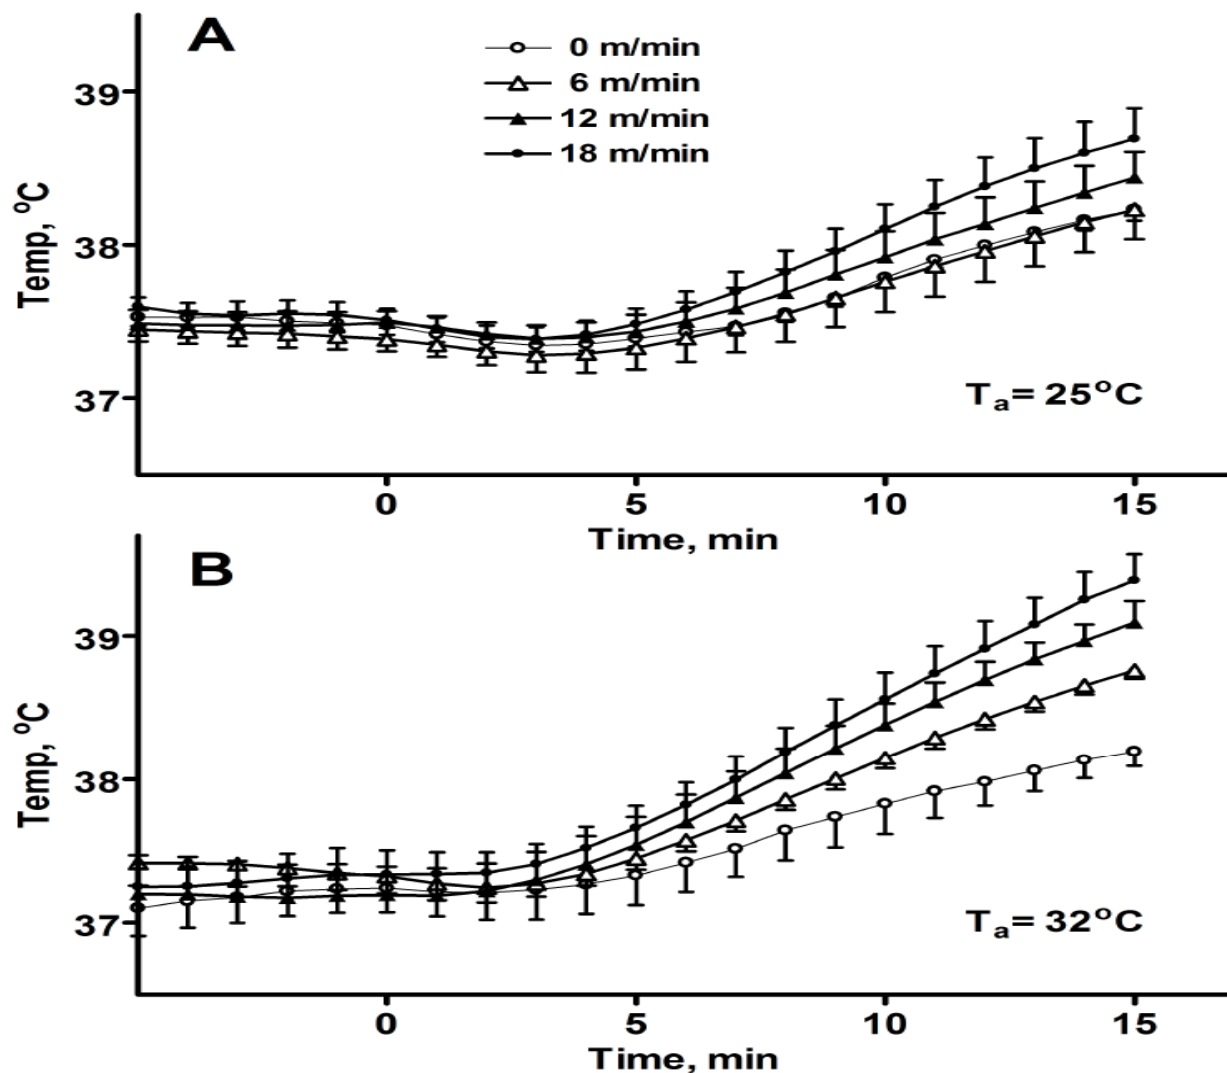 A
0 m/min
6 m/min
12 m/min
18 m/min
39
38
37
Temp, °C
Ta= 25°C
0 5 10 15
Time, min
B
39
38
37
Temp, °C
Ta= 32°C
0 5 10 15
Time, min